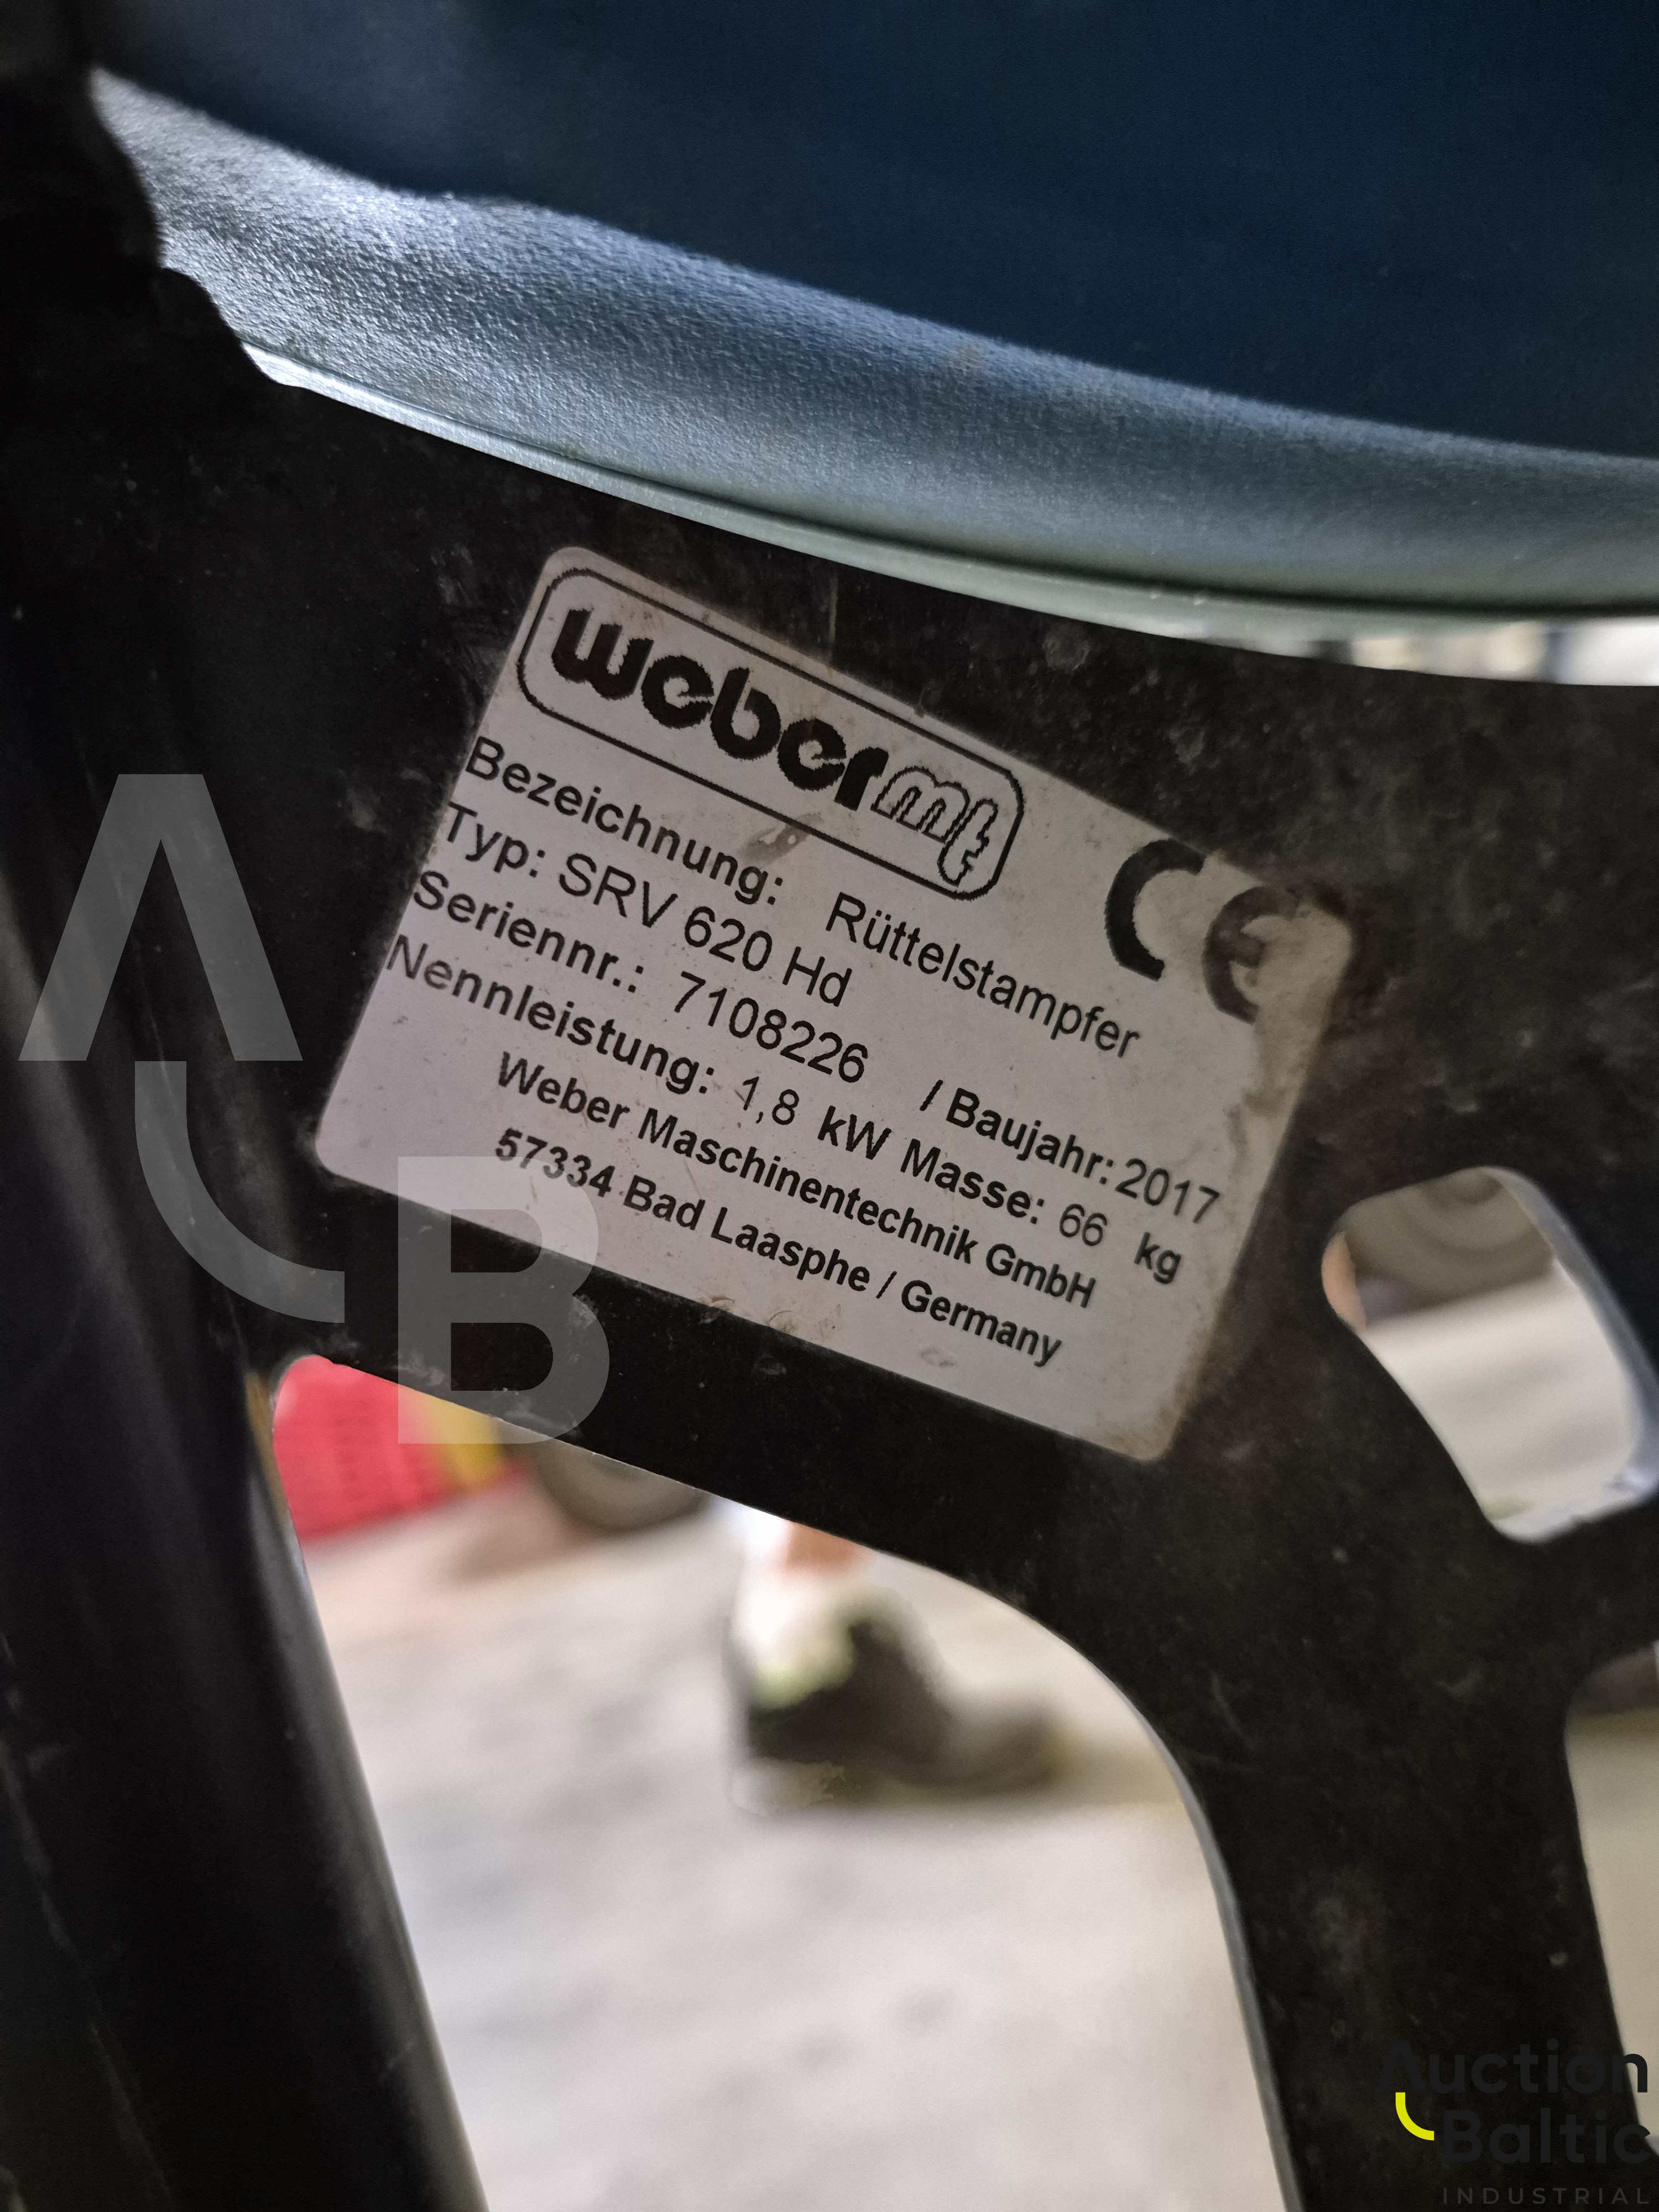 weber mt
CE
Bezeichnung: Rüttelstampfer
Typ: SRV 620 Hd
Seriennr.: 7108226 / Baujahr: 2017
Nennleistung: 1,8 kW Masse: 66 kg
Weber Maschinentechnik GmbH
57334 Bad Laasphe / Germany
AB
Auction
Baltic
INDUSTRIAL